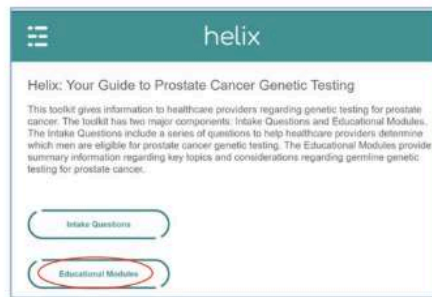 helix
Helix: Your Guide to Prostate Cancer Genetic Testing
This toolkit gives information to healthcare providers regarding genetic testing for prostate
cancer. The toolkit has two major components: Intake Questions and Educational Modules.
The Intake Questions include a series of questions to help healthcare providers determine
which men are eligible for prostate cancer genetic testing. The Educational Modules provide
summary information regarding key topics and considerations regarding germline genetic
testing for prostate cancer.
Intake Questions
Educational Modules